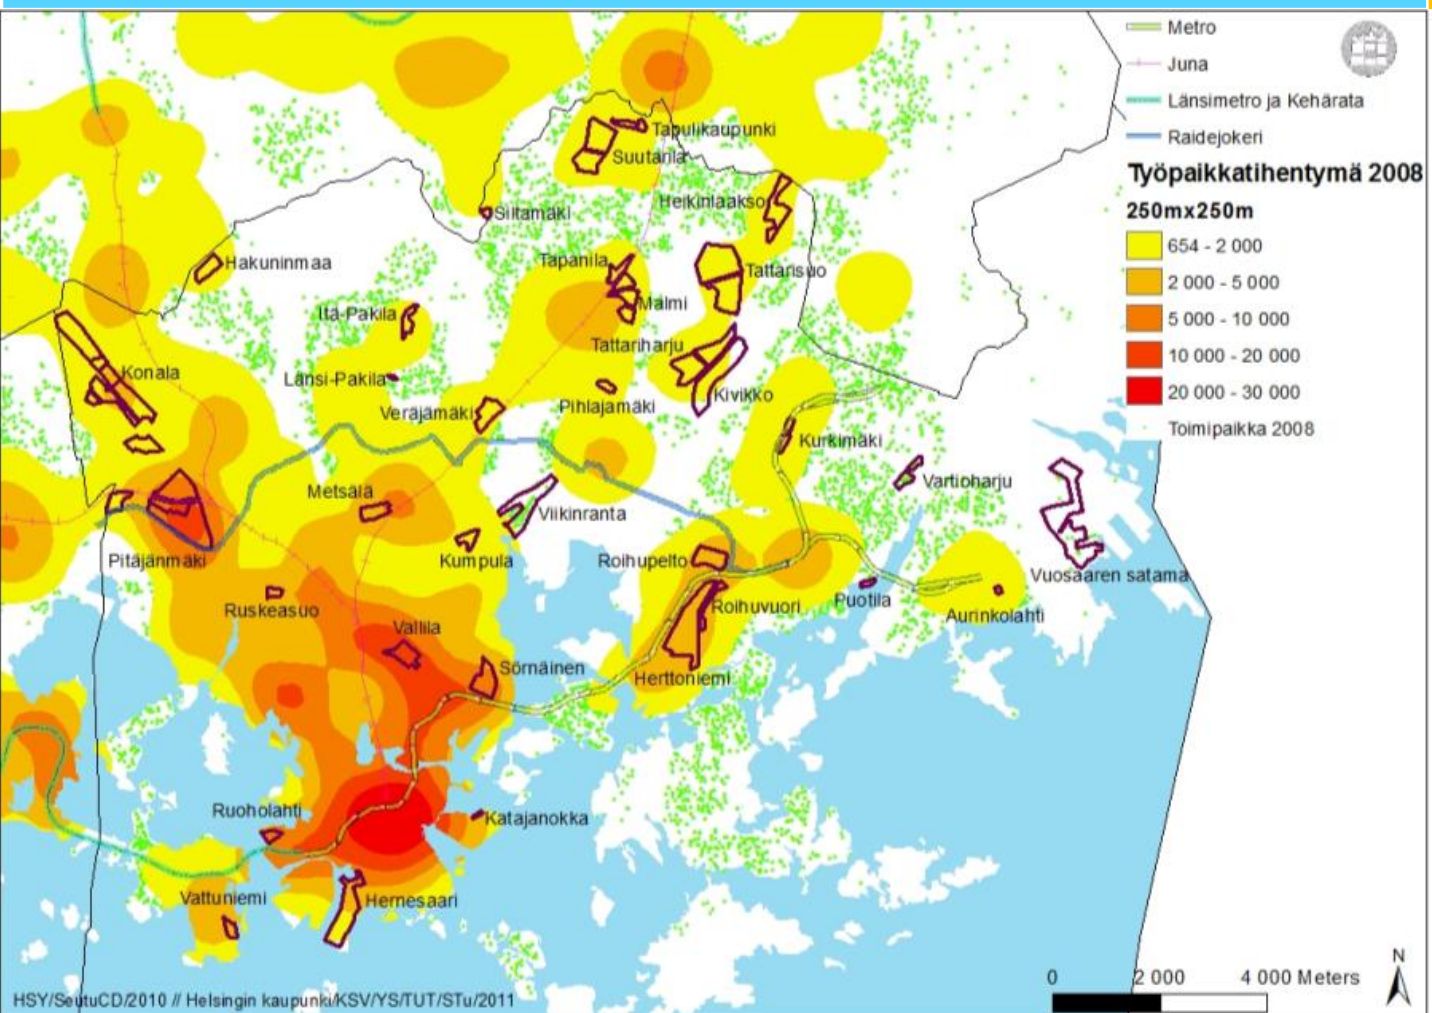 Metro
Juna
Länsimetro ja Kehärata
Raidejokeri
Työpaikkatihentymä 2008
250mx250m
654 - 2 000
2 000 - 5 000
5 000 - 10 000
10 000 - 20 000
20 000 - 30 000
Toimipaikka 2008
Tapulikaupunki
Suutarila
Heikinlaakso
Siltamäki
Hakuninmaa
Tapanila
Tattarisuo
Malmi
Itä-Pakila
Tattariharju
Konala
Länsi-Pakila
Kivikko
Pihlajamäki
Veräjämäki
Kurkimäki
Vartioharju
Metsälä
Viikinranta
Pitäjänmäki
Kumpula
Roihupelto
Vuosaaren satama
Ruskeasuo
Roihuvuori
Puotila
Aurinkolahti
Vallila
Sörnäinen
Herttoniemi
Ruoholahti
Katajanokka
Vattuniemi
Hernesaari
N
0 2 000 4 000 Meters
HSY/SeutuCD/2010 // Helsingin kaupunki/KSV/YS/TUT/STu/2011